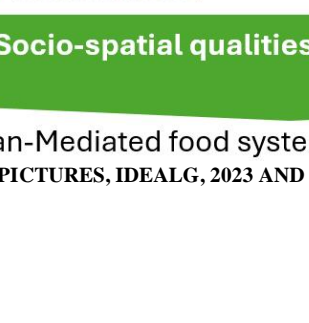 Socio-spatial qualities
an-Mediated food syste
PICTURES, IDEALG, 2023 AND